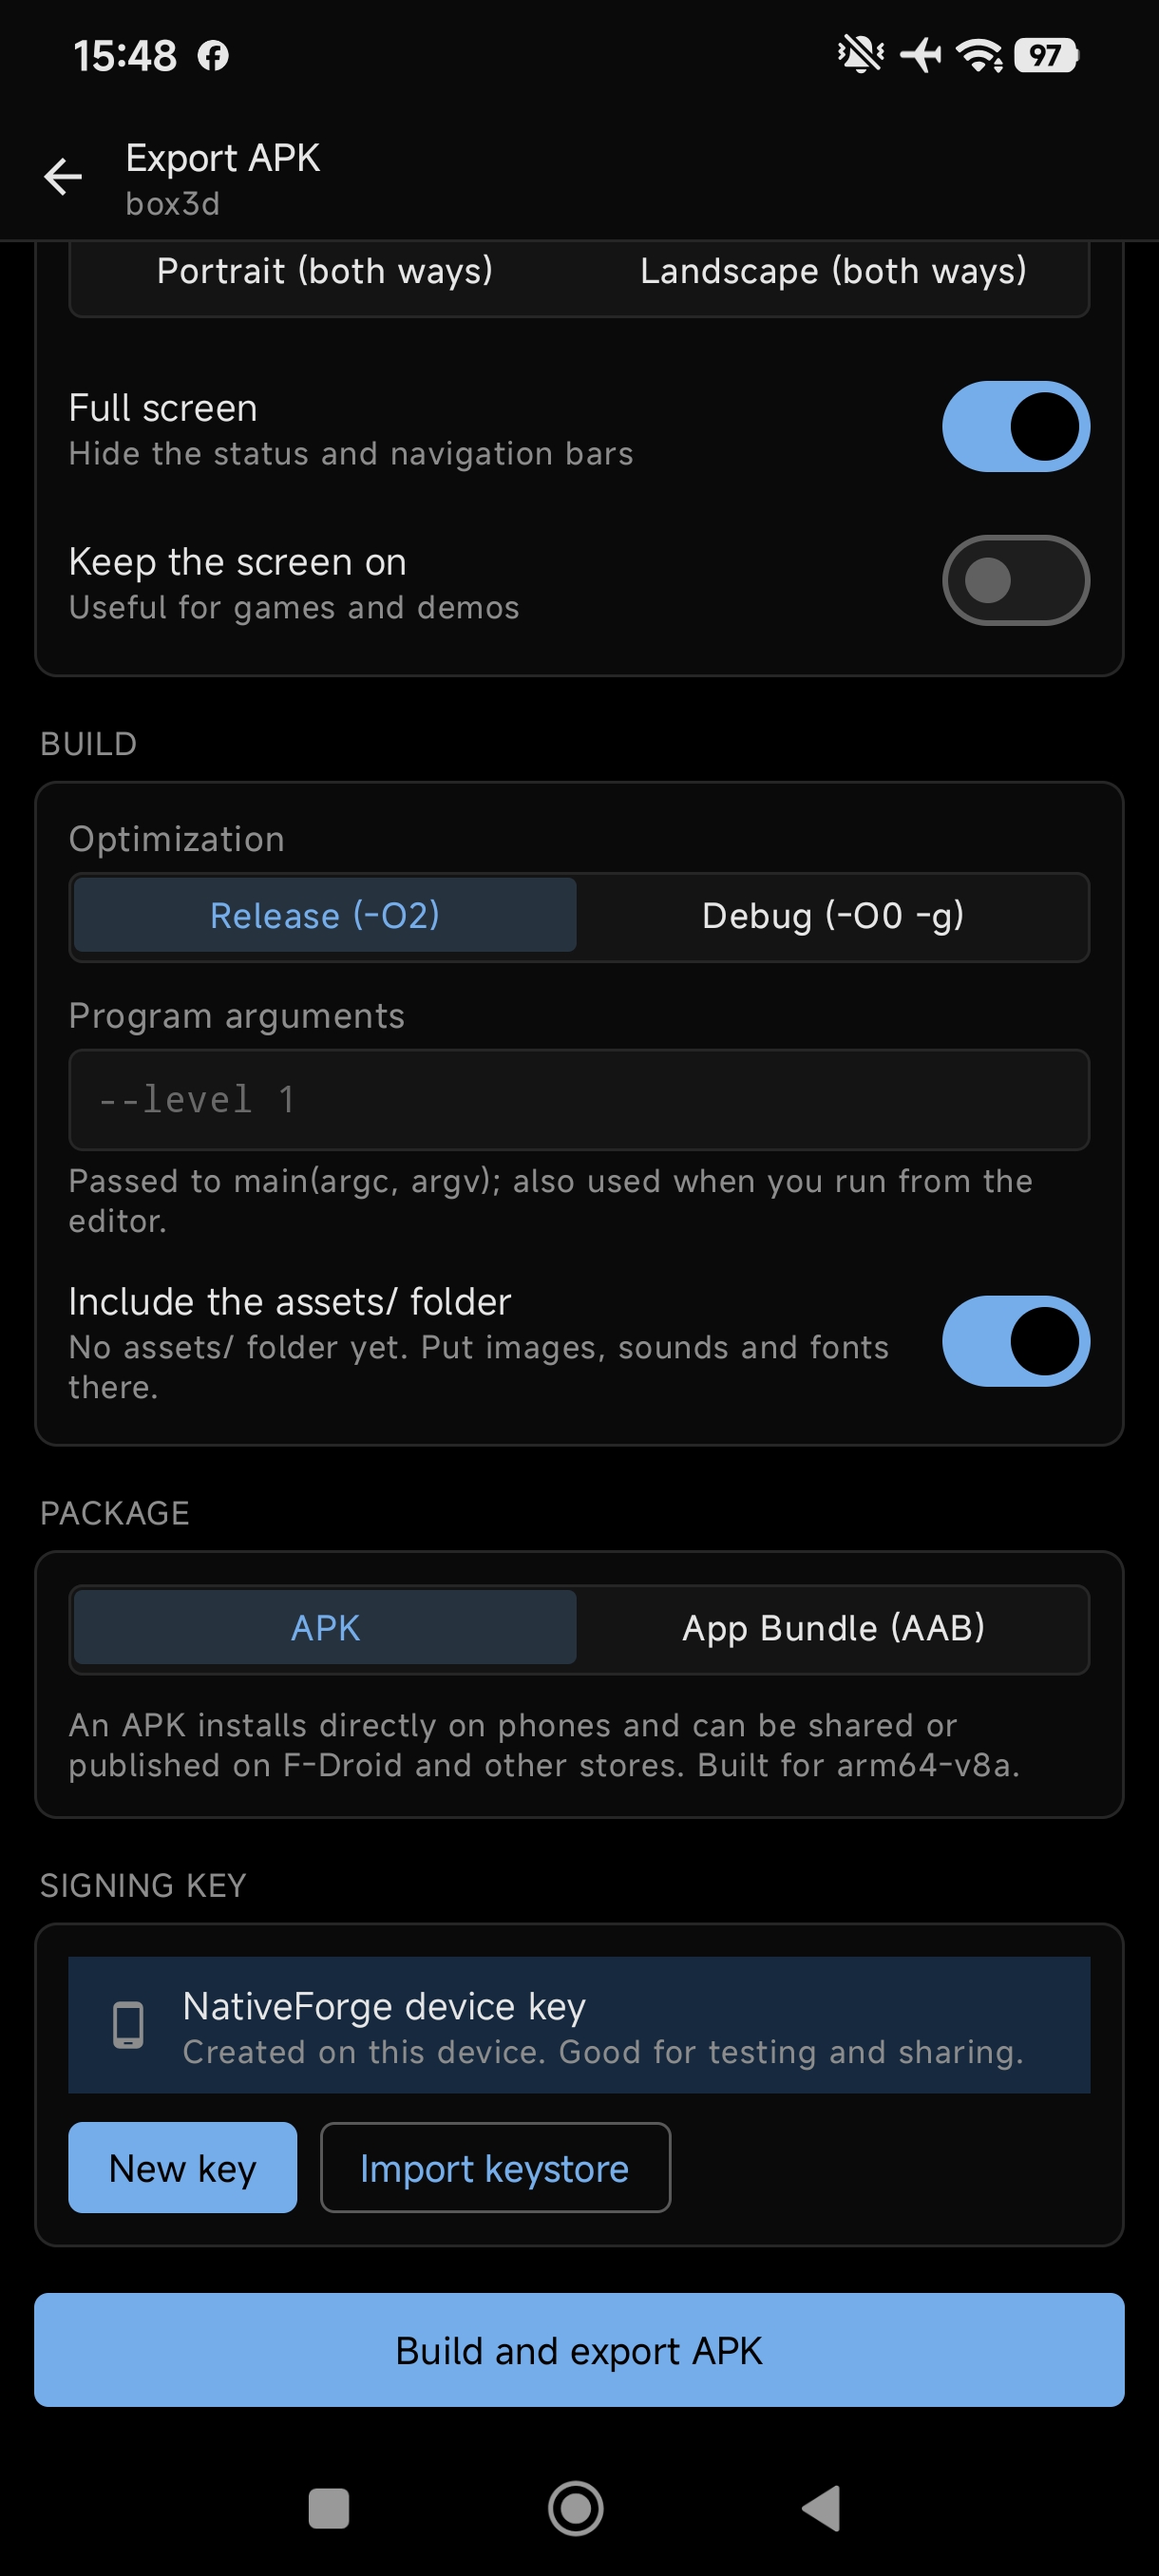 15:48
97
Export APK
box3d
Portrait (both ways)
Landscape (both ways)
Full screen
Hide the status and navigation bars
Keep the screen on
Useful for games and demos
BUILD
Optimization
Release (-O2)
Debug (-O0 -g)
Program arguments
--level 1
Passed to main(argc, argv); also used when you run from the
editor.
Include the assets/ folder
No assets/ folder yet. Put images, sounds and fonts
there.
PACKAGE
APK
App Bundle (AAB)
An APK installs directly on phones and can be shared or
published on F-Droid and other stores. Built for arm64-v8a.
SIGNING KEY
NativeForge device key
Created on this device. Good for testing and sharing.
New key
Import keystore
Build and export APK